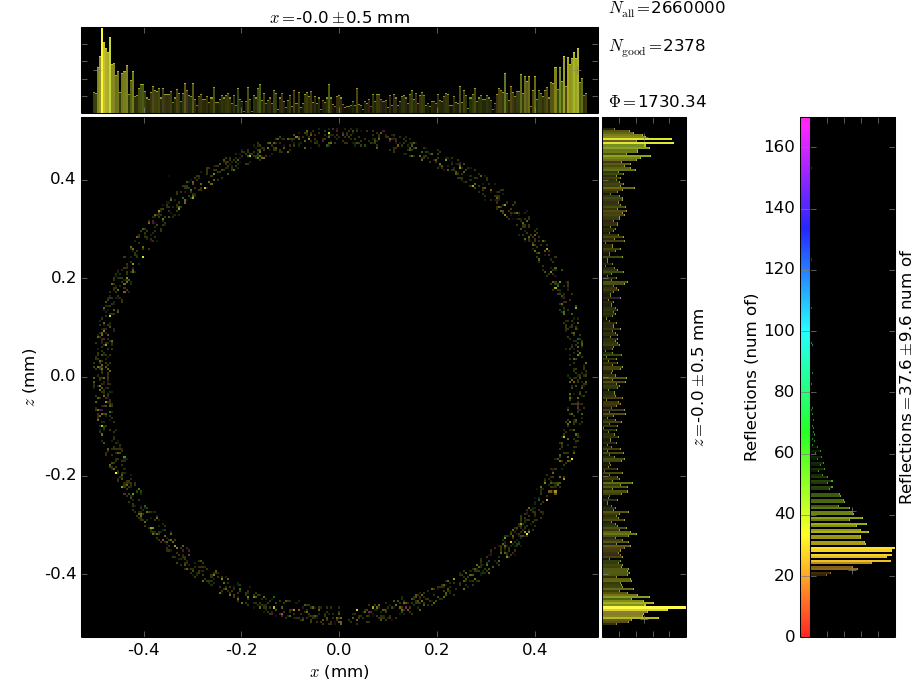 x = -0.0 ± 0.5 mm
N_all = 2660000
N_good = 2378
Φ = 1730.34
0.4
0.2
0.0
-0.2
-0.4
z (mm)
-0.4
-0.2
0.0
0.2
0.4
x (mm)
z = -0.0 ± 0.5 mm
Reflections (num of)
160
140
120
100
80
60
40
20
0
Reflections = 37.6 ± 9.6 num of